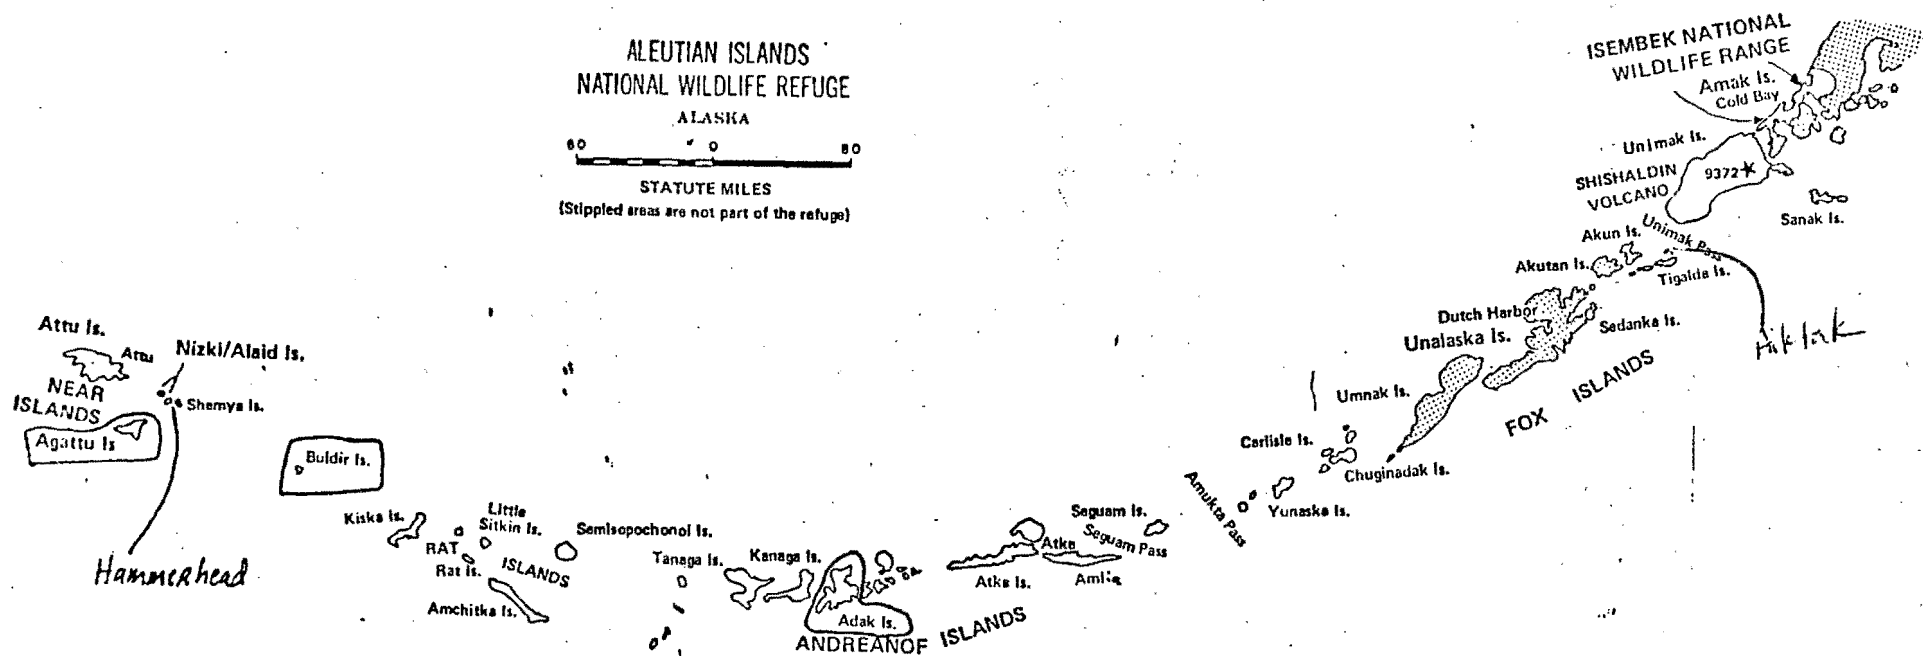 ALEUTIAN ISLANDS
NATIONAL WILDLIFE REFUGE
ALASKA
60 0 60
STATUTE MILES
(Stippled areas are not part of the refuge)
ISEMBEK NATIONAL
WILDLIFE RANGE
Amak Is.
Cold Bay
Unimak Is.
SHISHALDIN
VOLCANO
9372
Sanak Is.
Akun Is.
Unimak Pass
Akutan Is.
Tigalda Is.
Dutch Harbor
Unalaska Is.
Sedanka Is.
Umnak Is.
FOX ISLANDS
Carlisle Is.
Chuginadak Is.
Amukta Pass
Yunaska Is.
Seguam Is.
Seguam Pass
Atka
Atka Is.
Amlia
ANDREANOF ISLANDS
Adak Is.
Kanaga Is.
Tanaga Is.
Semisopochonoi Is.
Little
Sitkin Is.
RAT ISLANDS
Rat Is.
Amchitka Is.
Kiska Is.
Buldir Is.
Attu Is.
Attu
Nizki/Alaid Is.
Shemya Is.
NEAR
ISLANDS
Agattu Is
Hammerhead